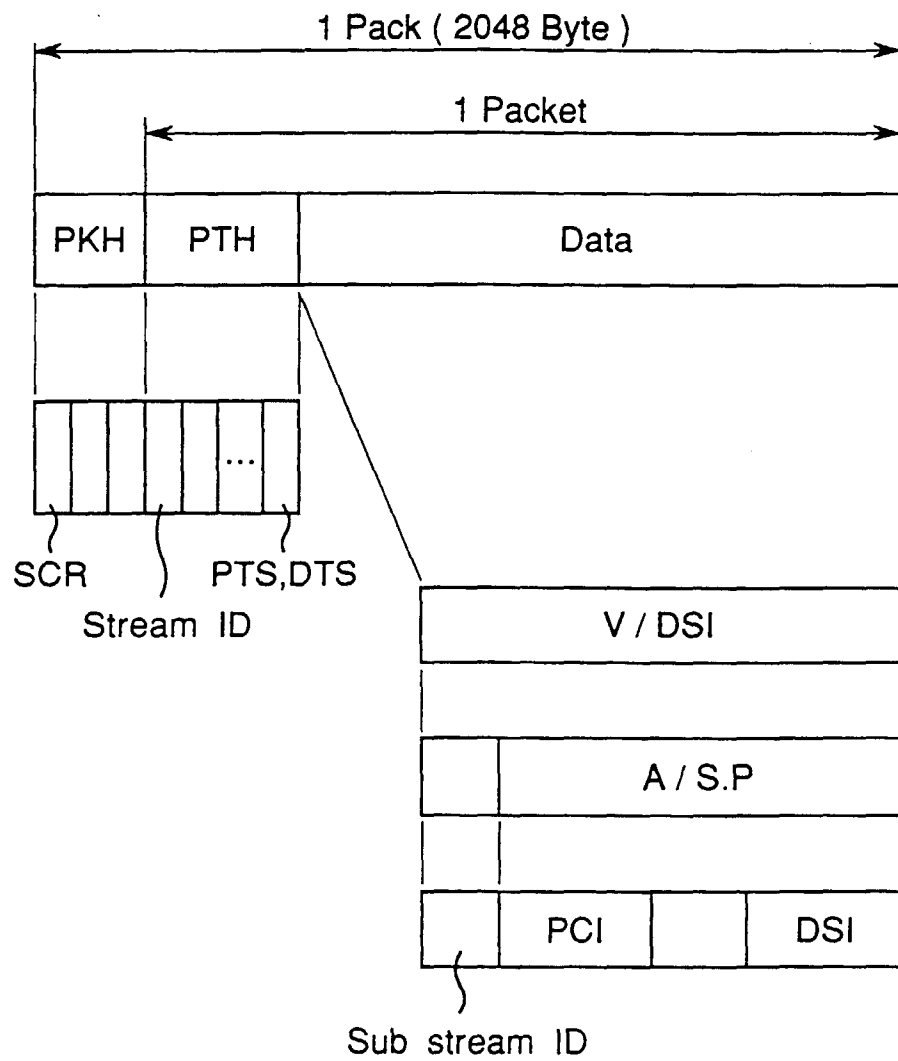 1 Pack ( 2048 Byte )
1 Packet
PKH PTH Data
...
SCR PTS,DTS
Stream ID
V / DSI
A / S.P
PCI DSI
Sub stream ID